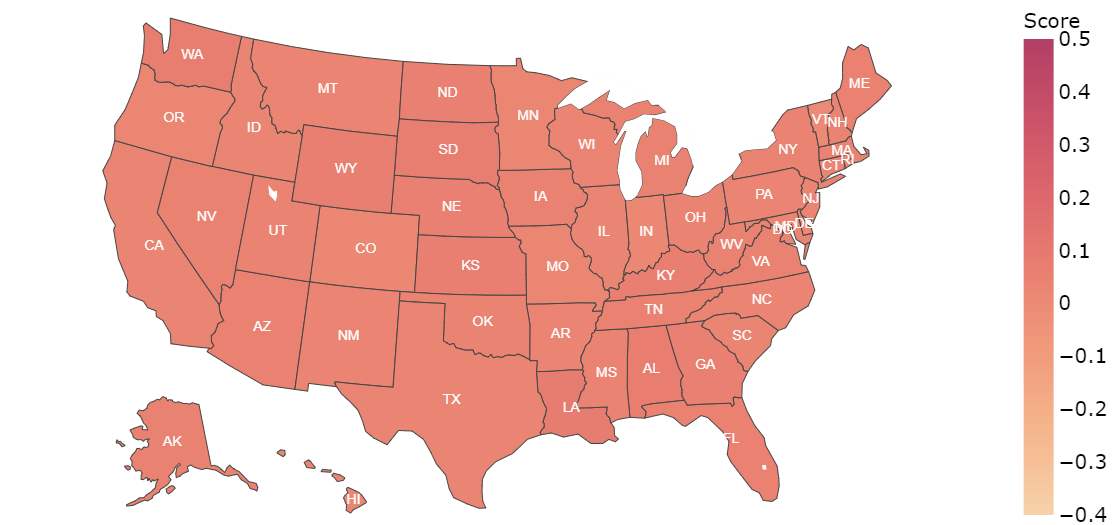 Score
0.5
0.4
0.3
0.2
0.1
0
−0.1
−0.2
−0.3
−0.4
WA
MT
ND
MN
ME
OR
ID
SD
WI
MI
VT
NH
NY
MA
CT
RI
WY
IA
NE
PA
NJ
NV
UT
CO
IL
IN
OH
MD
DE
DC
WV
VA
CA
KS
MO
KY
AZ
NM
OK
AR
TN
NC
SC
TX
MS
AL
GA
LA
FL
AK
HI